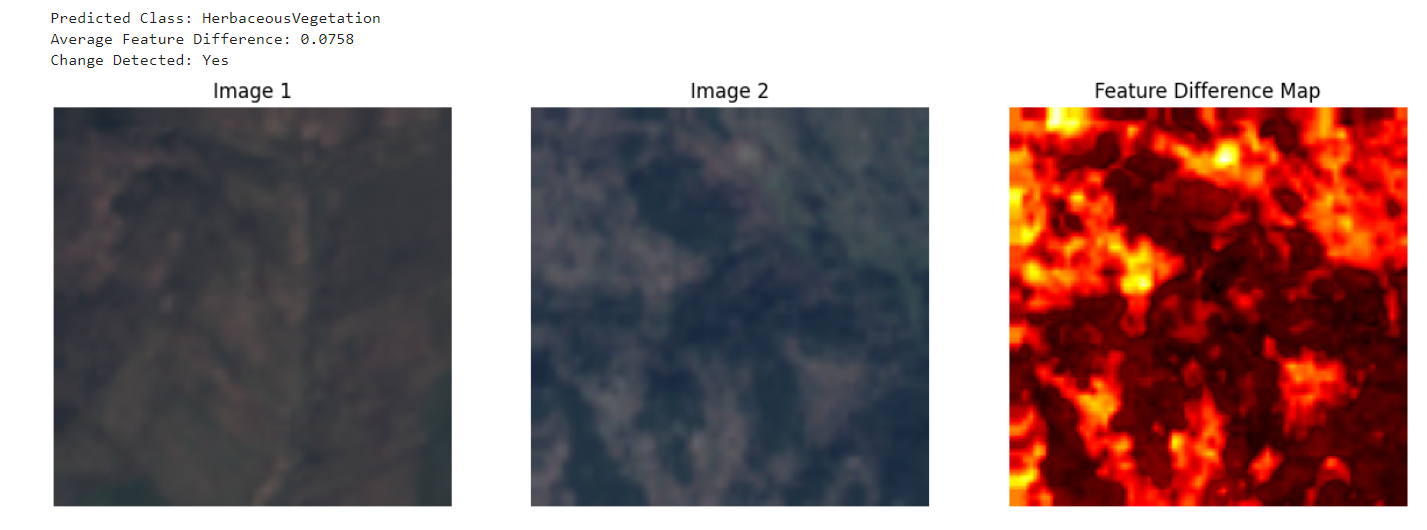 Predicted Class: HerbaceousVegetation
Average Feature Difference: 0.0758
Change Detected: Yes
Image 1
Image 2
Feature Difference Map